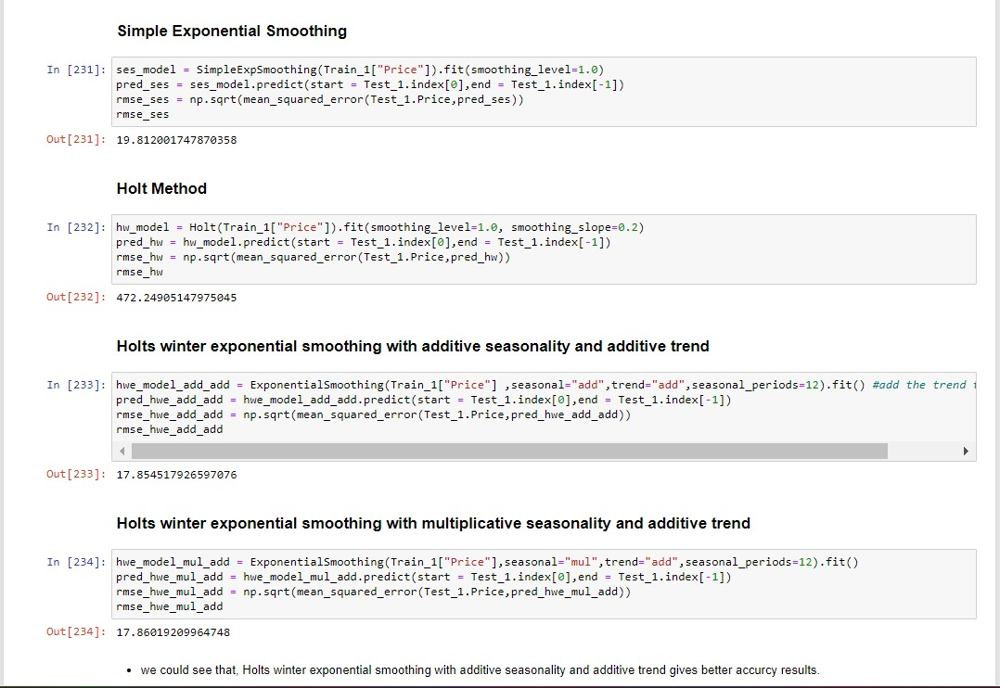 Simple Exponential Smoothing
In [231]: ses_model = SimpleExpSmoothing(Train_1["Price"]).fit(smoothing_level=1.0)
pred_ses = ses_model.predict(start = Test_1.index[0],end = Test_1.index[-1])
rmse_ses = np.sqrt(mean_squared_error(Test_1.Price,pred_ses))
rmse_ses
Out[231]: 19.812001747870358
Holt Method
In [232]: hw_model = Holt(Train_1["Price"]).fit(smoothing_level=1.0, smoothing_slope=0.2)
pred_hw = hw_model.predict(start = Test_1.index[0],end = Test_1.index[-1])
rmse_hw = np.sqrt(mean_squared_error(Test_1.Price,pred_hw))
rmse_hw
Out[232]: 472.24905147975045
Holts winter exponential smoothing with additive seasonality and additive trend
In [233]: hwe_model_add_add = ExponentialSmoothing(Train_1["Price"] ,seasonal="add",trend="add",seasonal_periods=12).fit() #add the trend
pred_hwe_add_add = hwe_model_add_add.predict(start = Test_1.index[0],end = Test_1.index[-1])
rmse_hwe_add_add = np.sqrt(mean_squared_error(Test_1.Price,pred_hwe_add_add))
rmse_hwe_add_add
Out[233]: 17.854517926597076
Holts winter exponential smoothing with multiplicative seasonality and additive trend
In [234]: hwe_model_mul_add = ExponentialSmoothing(Train_1["Price"],seasonal="mul",trend="add",seasonal_periods=12).fit()
pred_hwe_mul_add = hwe_model_mul_add.predict(start = Test_1.index[0],end = Test_1.index[-1])
rmse_hwe_mul_add = np.sqrt(mean_squared_error(Test_1.Price,pred_hwe_mul_add))
rmse_hwe_mul_add
Out[234]: 17.86019209964748
• we could see that, Holts winter exponential smoothing with additive seasonality and additive trend gives better accurcy results.